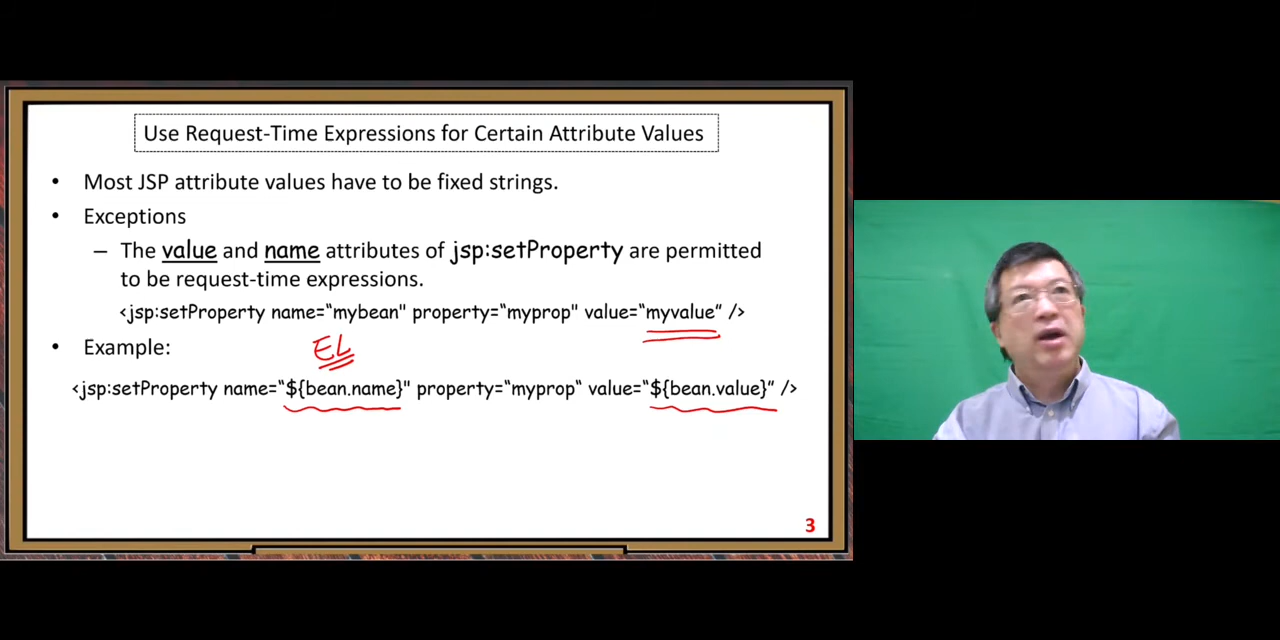 Use Request-Time Expressions for Certain Attribute Values
• Most JSP attribute values have to be fixed strings.
• Exceptions
– The value and name attributes of jsp:setProperty are permitted
to be request-time expressions.
<jsp:setProperty name="mybean" property="myprop" value="myvalue" />
• Example:
EL
<jsp:setProperty name="${bean.name}" property="myprop" value="${bean.value}" />
3